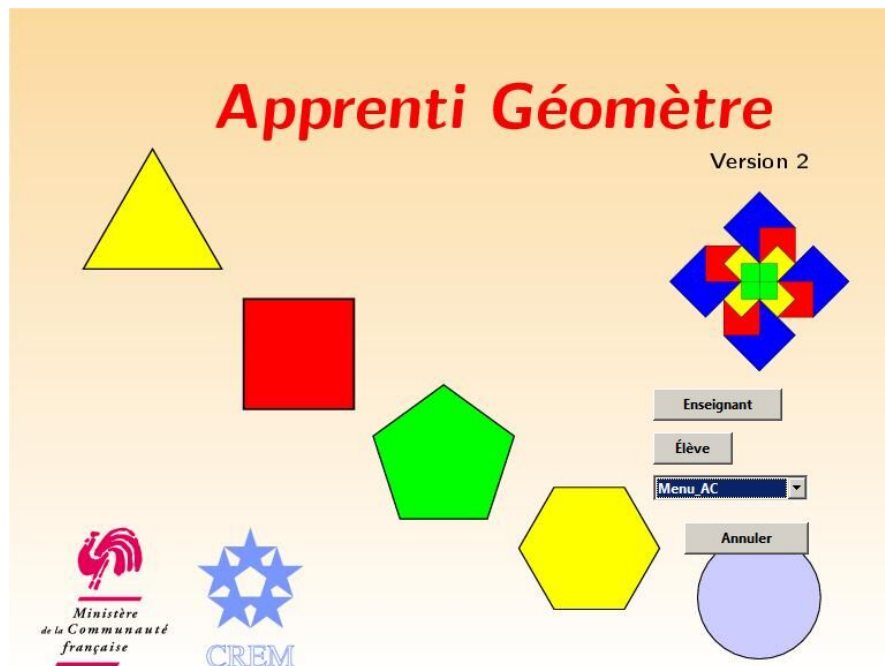 Apprenti Géomètre
Version 2
Enseignant
Élève
Menu_AC
Annuler
Ministère
de la Communauté
française
CREM